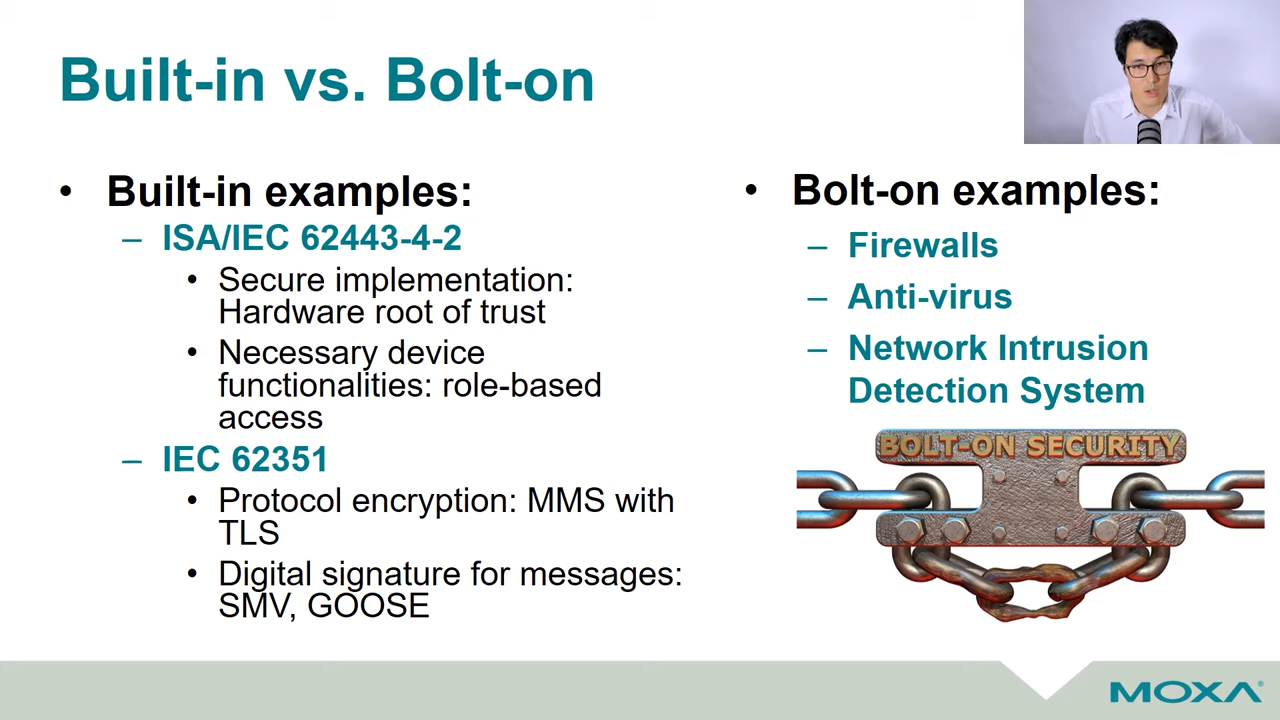 Built-in vs. Bolt-on
• Built-in examples:
– ISA/IEC 62443-4-2
• Secure implementation:
Hardware root of trust
• Necessary device
functionalities: role-based
access
– IEC 62351
• Protocol encryption: MMS with
TLS
• Digital signature for messages:
SMV, GOOSE
• Bolt-on examples:
– Firewalls
– Anti-virus
– Network Intrusion
Detection System
BOLT-ON SECURITY
MOXA®